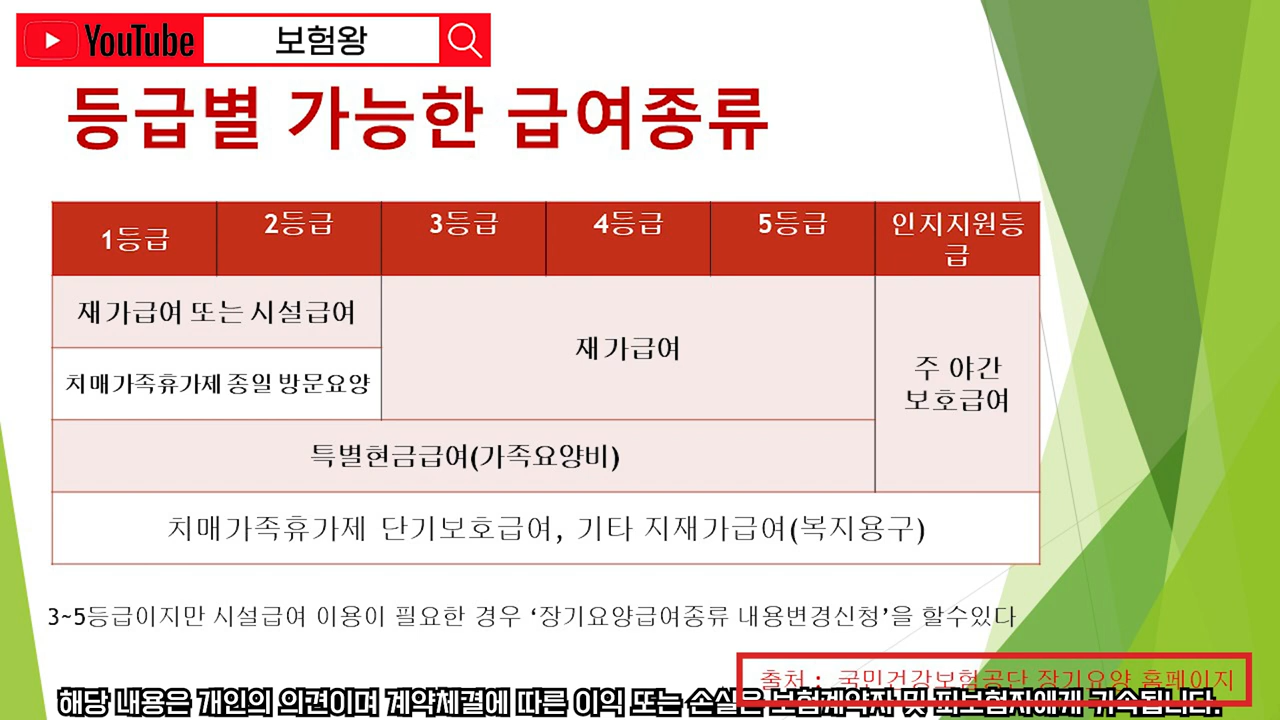 YouTube 보험왕
등급별 가능한 급여종류
1등급 2등급 3등급 4등급 5등급 인지지원등
급
재가급여 또는 시설급여
재가급여
치매가족휴가제 종일 방문요양
주 야간
보호급여
특별현금급여(가족요양비)
치매가족휴가제 단기보호급여, 기타 지재가급여(복지용구)
3~5등급이지만 시설급여 이용이 필요한 경우 ‘장기요양급여종류 내용변경신청’을 할수있다
출처 : 국민건강보험공단 장기요양 홈페이지
해당 내용은 개인의 의견이며 계약체결에 따른 이익 또는 손실은 보험계약자 및 피보험자에게 귀속됩니다.